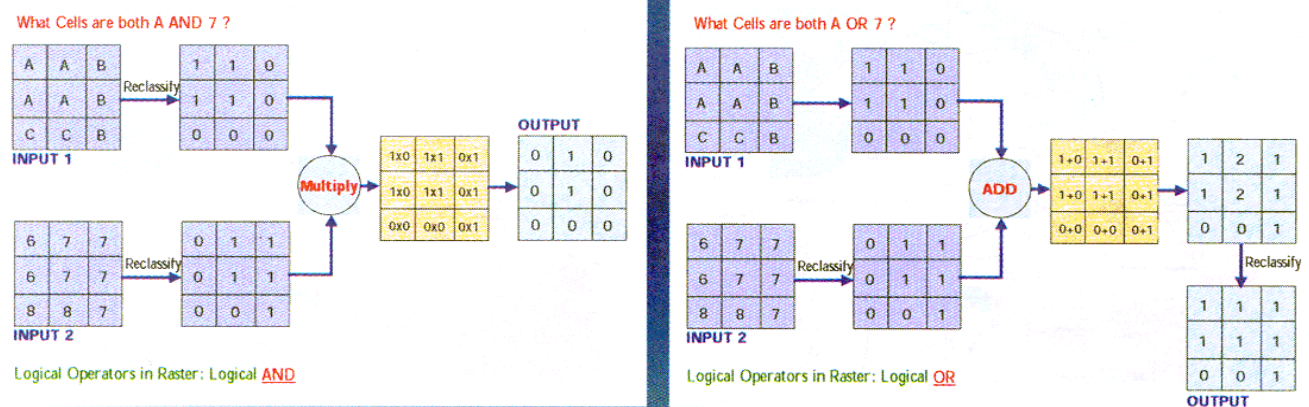 What Cells are both A AND 7 ?
A A B
A A B
C C B
INPUT 1
Reclassify
1 1 0
1 1 0
0 0 0
6 7 7
6 7 7
8 8 7
INPUT 2
Reclassify
0 1 1
0 1 1
0 0 1
Multiply
1x0 1x1 0x1
1x0 1x1 0x1
0x0 0x0 0x1
OUTPUT
0 1 0
0 1 0
0 0 0
Logical Operators in Raster: Logical AND
What Cells are both A OR 7 ?
A A B
A A B
C C B
INPUT 1
1 1 0
1 1 0
0 0 0
6 7 7
6 7 7
8 8 7
INPUT 2
Reclassify
0 1 1
0 1 1
0 0 1
ADD
1+0 1+1 0+1
1+0 1+1 0+1
0+0 0+0 0+1
1 2 1
1 2 1
0 0 1
Reclassify
1 1 1
1 1 1
0 0 1
OUTPUT
Logical Operators in Raster: Logical OR